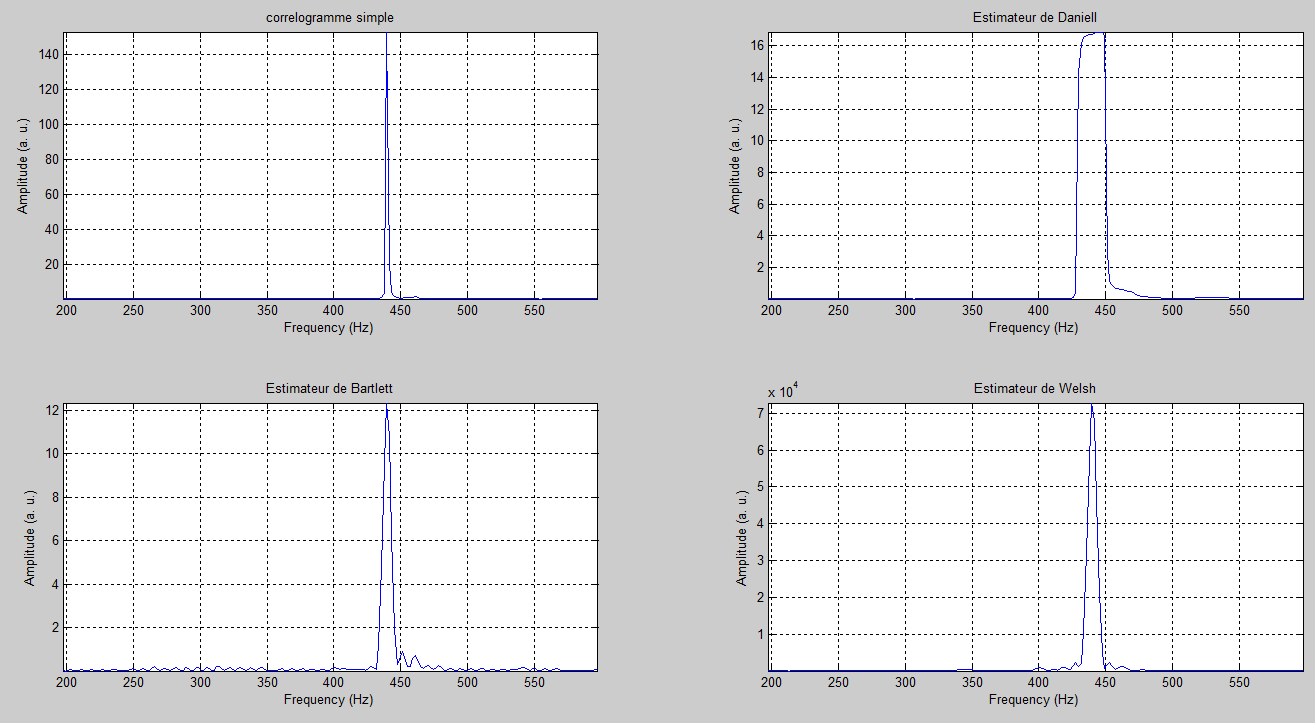 correlogramme simple
Amplitude (a. u.)
140
120
100
80
60
40
20
200 250 300 350 400 450 500 550
Frequency (Hz)
Estimateur de Daniell
Amplitude (a. u.)
16
14
12
10
8
6
4
2
200 250 300 350 400 450 500 550
Frequency (Hz)
Estimateur de Bartlett
Amplitude (a. u.)
12
10
8
6
4
2
200 250 300 350 400 450 500 550
Frequency (Hz)
Estimateur de Welsh
x 10⁴
Amplitude (a. u.)
7
6
5
4
3
2
1
200 250 300 350 400 450 500 550
Frequency (Hz)